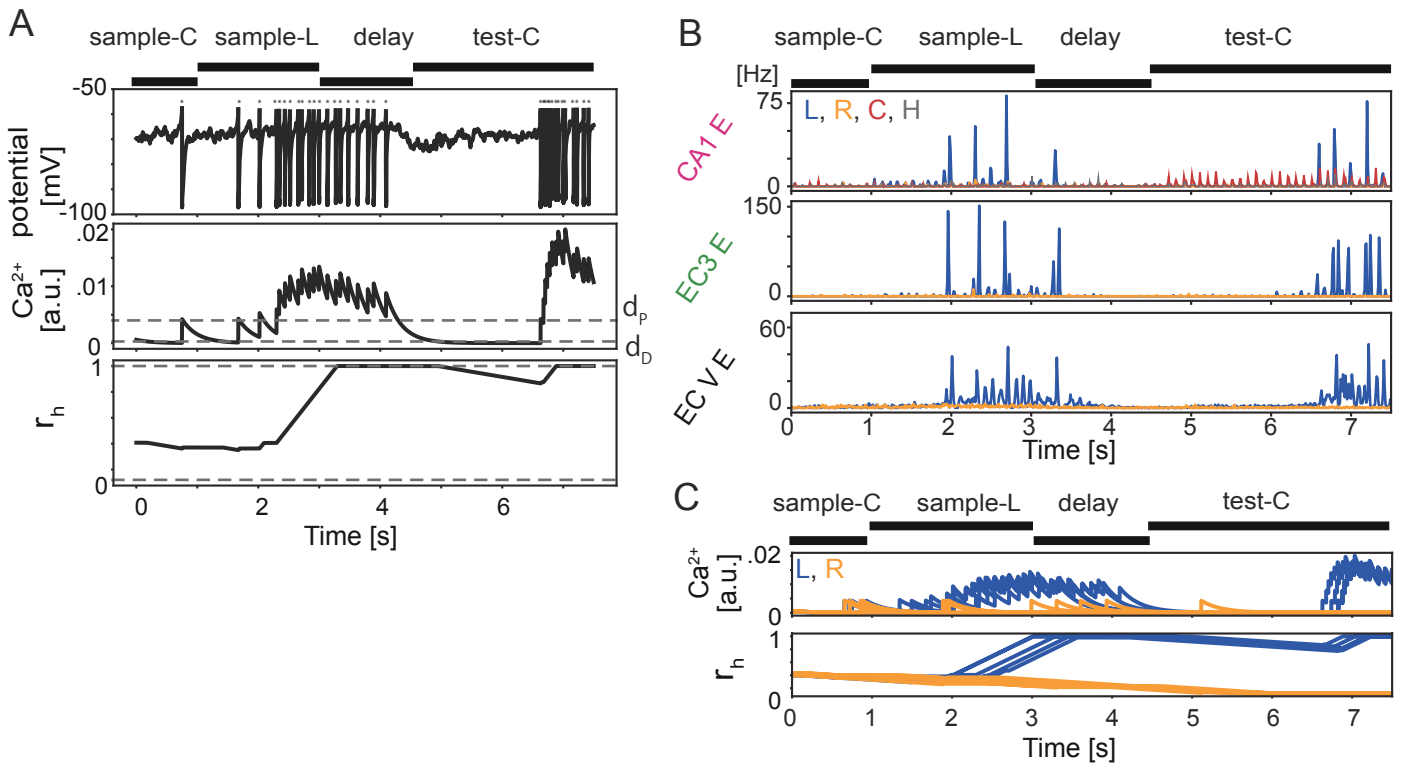 A
sample-C sample-L delay test-C
-50
-100
potential [mV]
.02
.01
0
Ca2+ [a.u.]
dP
dD
1
0
rh
0 2 4 6
Time [s]
B
sample-C sample-L delay test-C
[Hz]
75
0
L, R, C, H
CA1 E
150
0
EC3 E
60
0
EC V E
0 1 2 3 4 5 6 7
Time [s]
C
sample-C sample-L delay test-C
.02
0
Ca2+ [a.u.]
L, R
1
0
rh
0 1 2 3 4 5 6 7
Time [s]